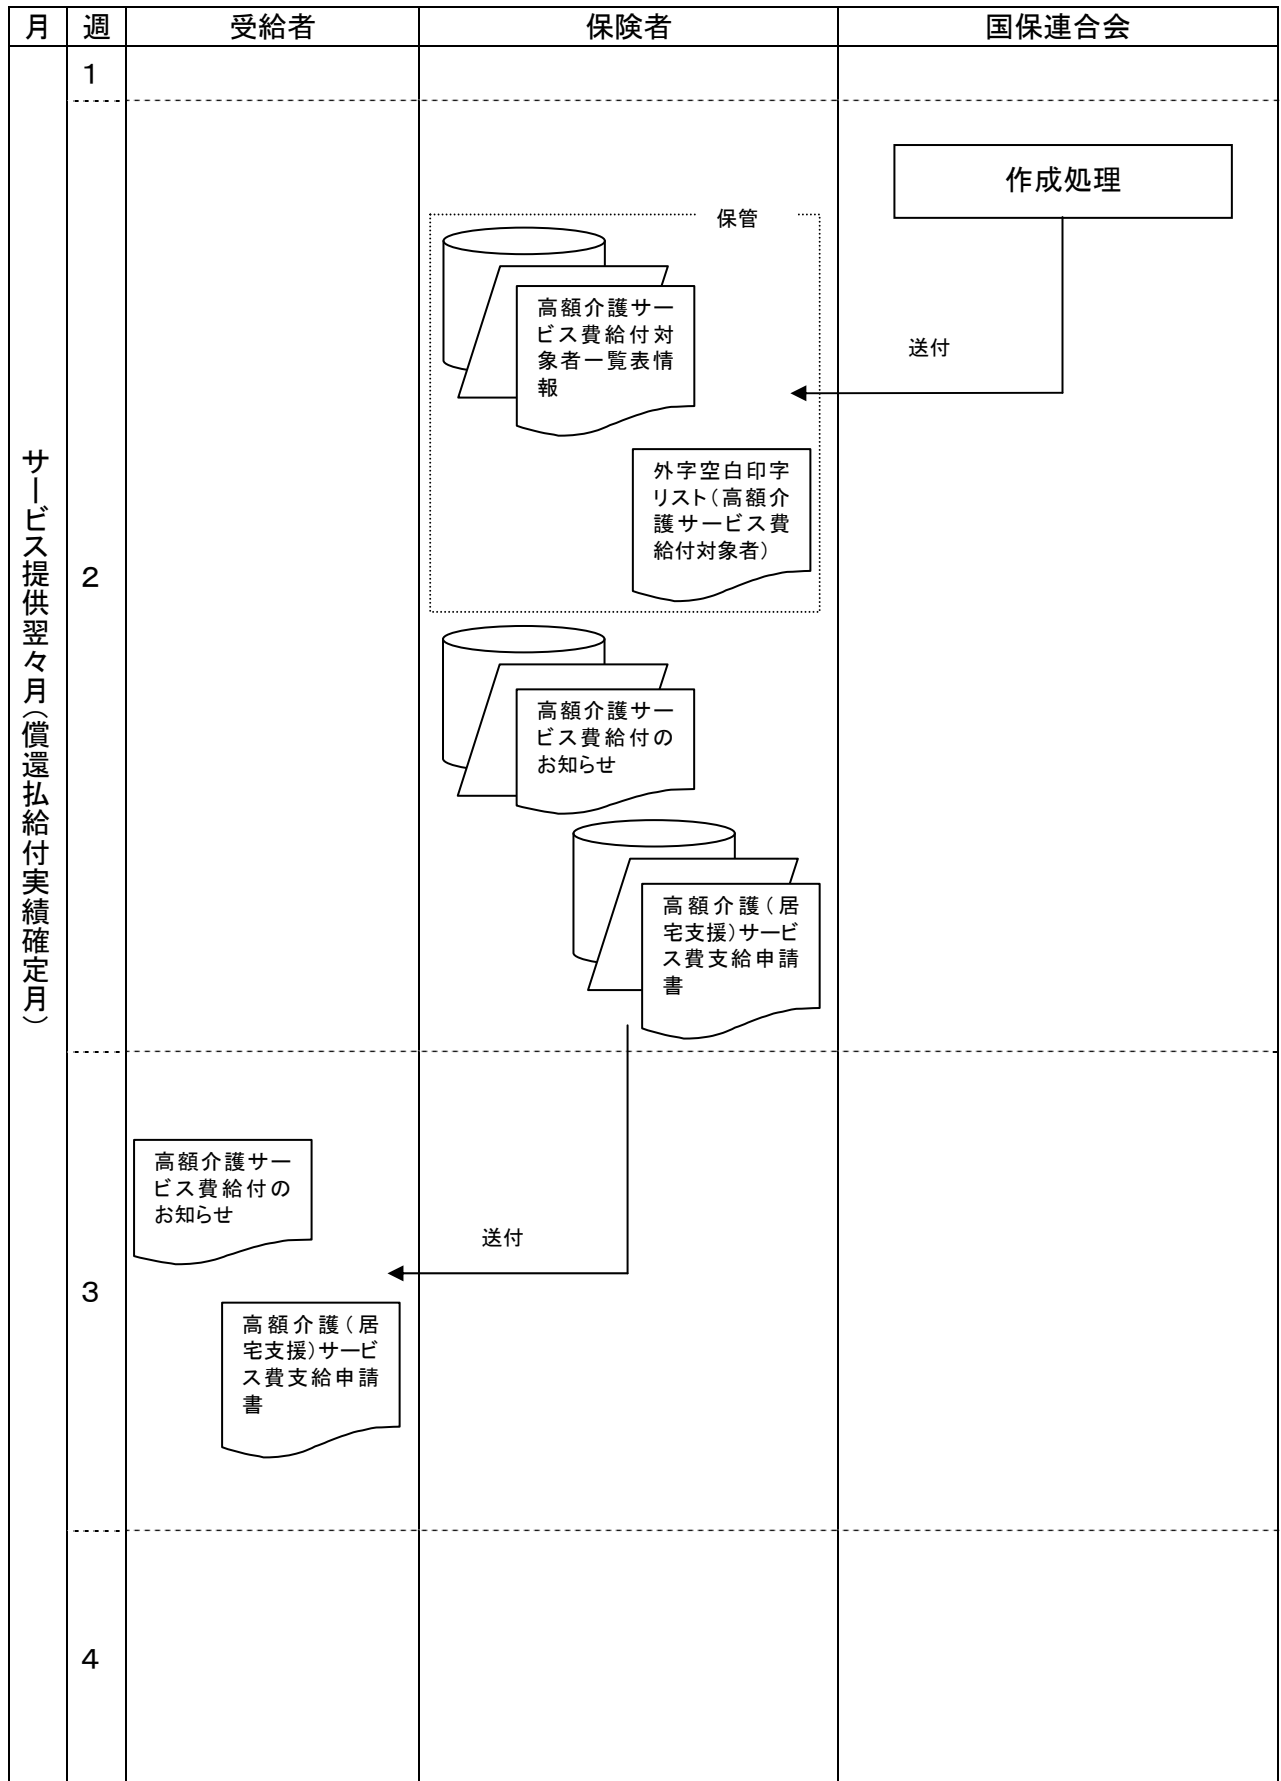 月 週 受給者 保険者 国保連合会
サービス提供翌々月（償還払給付実績確定月）
１
２
作成処理
保管
高額介護サー
ビス費給付対
象者一覧表情
報
送付
外字空白印字
リスト（高額介
護サービス費
給付対象者）
高額介護サー
ビス費給付の
お知らせ
高額介護（居
宅支援）サービ
ス費支給申請
書
３
高額介護サー
ビス費給付の
お知らせ
送付
高額介護（居
宅支援）サービ
ス費支給申請
書
４